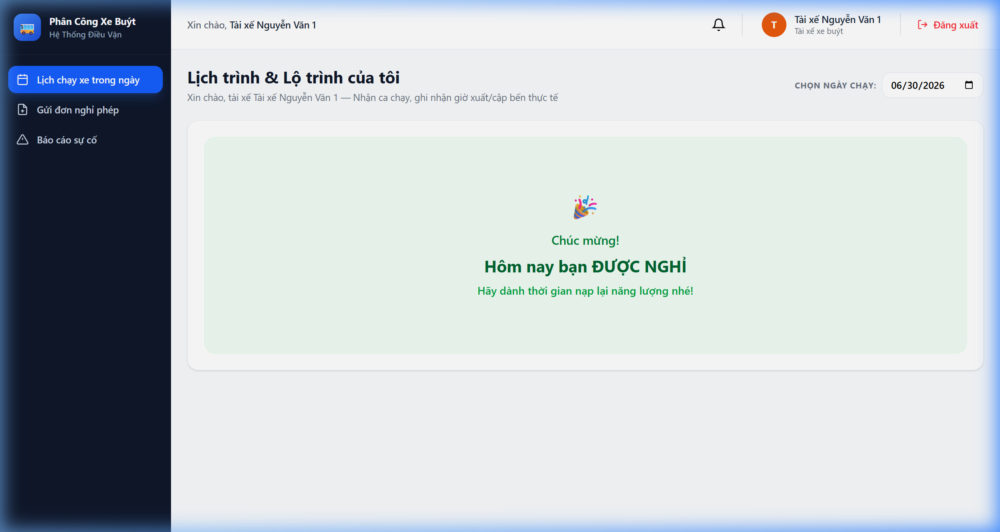 Phân Công Xe Buýt
Hệ Thống Điều Vận
Lịch chạy xe trong ngày
Gửi đơn nghỉ phép
Báo cáo sự cố
Xin chào, Tài xế Nguyễn Văn 1
T
Tài xế Nguyễn Văn 1
Tài xế xe buýt
Đăng xuất
Lịch trình & Lộ trình của tôi
Xin chào, tài xế Tài xế Nguyễn Văn 1 — Nhận ca chạy, ghi nhận giờ xuất/cập bến thực tế
CHỌN NGÀY CHẠY:
06/30/2026
Chúc mừng!
Hôm nay bạn ĐƯỢC NGHỈ
Hãy dành thời gian nạp lại năng lượng nhé!